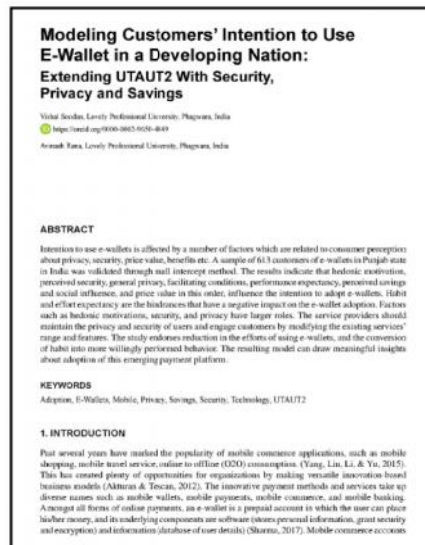 Modeling Customers' Intention to Use
E-Wallet in a Developing Nation:
Extending UTAUT2 With Security,
Privacy and Savings
Vishal Soodan, Lovely Professional University, Phagwara, India
Avinash Rana, Lovely Professional University, Phagwara, India
ABSTRACT
Intention to use e-wallets is affected by a number of factors which are related to consumer perception
about privacy, security, price value, benefits etc. A sample of 613 customers of e-wallets in Punjab state
in India was validated through mall intercept method. The results indicate that hedonic motivation,
perceived security, general privacy, facilitating conditions, performance expectancy, perceived savings
and social influence, and price value in this order, influence the intention to adopt e-wallets. Habit
and effort expectancy are the hindrances that have a negative impact on the e-wallet adoption. Factors
such as hedonic motivations, security, and privacy have larger roles. The service providers should
maintain the privacy and security of users and engage customers by modifying the existing services'
range and features. The study endorses reduction in the efforts of using e-wallets, and the conversion
of habit into more willingly performed behavior. The resulting model can draw meaningful insights
about adoption of this emerging payment platform.
KEYWORDS
Adoption, E-Wallets, Mobile, Privacy, Savings, Security, Technology, UTAUT2
1. INTRODUCTION
Past several years have marked the popularity of mobile commerce applications, such as mobile
shopping, mobile travel service, online to offline (O2O) consumption. (Yang, Liu, Li, & Yu, 2015).
This has created plenty of opportunities for organizations by making versatile innovation-based
business models (Akturan & Tezcan, 2012). The innovative payment methods and services take up
diverse names such as mobile wallets, mobile payments, mobile commerce, and mobile banking.
Amongst all forms of online payments, an e-wallet is a prepaid account in which the user can place
his/her money, and its underlying components are software (stores personal information, grant security
and encryption) and information (database of user details) (Sharma, 2017). Mobile commerce accounts